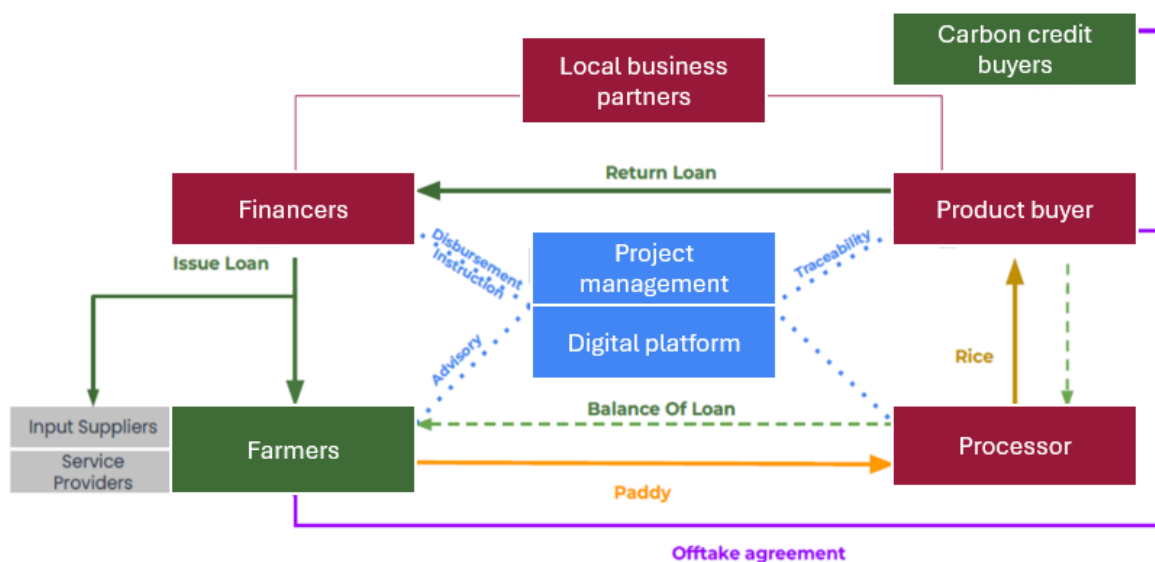 Carbon credit
buyers
Local business
partners
Return Loan
Financers
Product buyer
Disbursement
Instruction
Project
management
Traceability
Issue Loan
Digital platform
Advisory
Rice
Balance Of Loan
Input Suppliers
Service
Providers
Farmers
Processor
Paddy
Offtake agreement